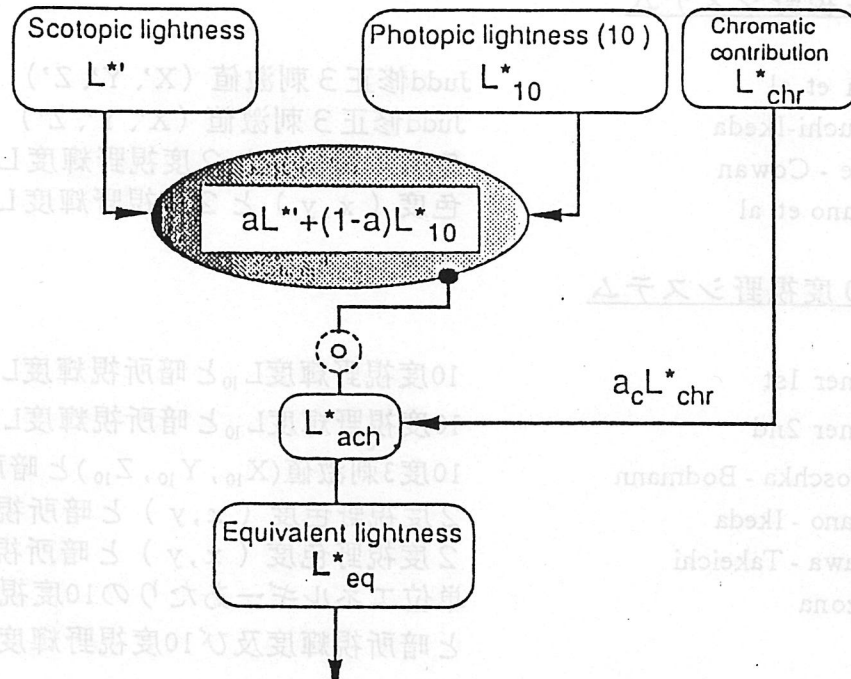 Scotopic lightness
L*'
Photopic lightness (10 )
L*10
Chromatic
contribution
L*chr
et al
Judd修正3刺激値 (X'、Y'、Z')
uchi-Ikeda
Judd修正3刺激値 (X'、Y'、Z')
e - Cowan
2度視野輝度L
ano et al
色度 ( x,y ) と2度視野輝度L
aL*'+(1-a)L*10
度視野システム
ner 1st
10度視野輝度L10と暗所視輝度L
acL*chr
ner 2nd
10度視野輝度L10と暗所視輝度L
L*ach
oschka - Bodmann
10度3刺激値(X10, Y10, Z10)と暗所
ano - Ikeda
2度視野色度 ( x,y ) と暗所視
Equivalent lightness
L*eq
wa - Takeichi
2度視野色度 ( x,y ) と暗所視
単位エネルギーあたりの10度視
と暗所視輝度及び10度視野輝度